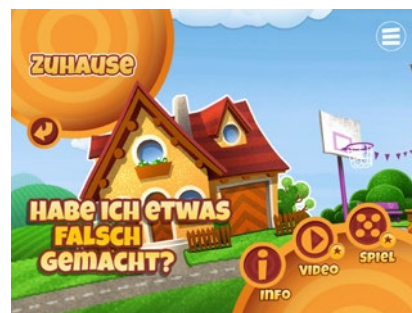 ZUHAUSE
HABE ICH ETWAS
FALSCH
GEMACHT?
INFO
VIDEO
SPIEL